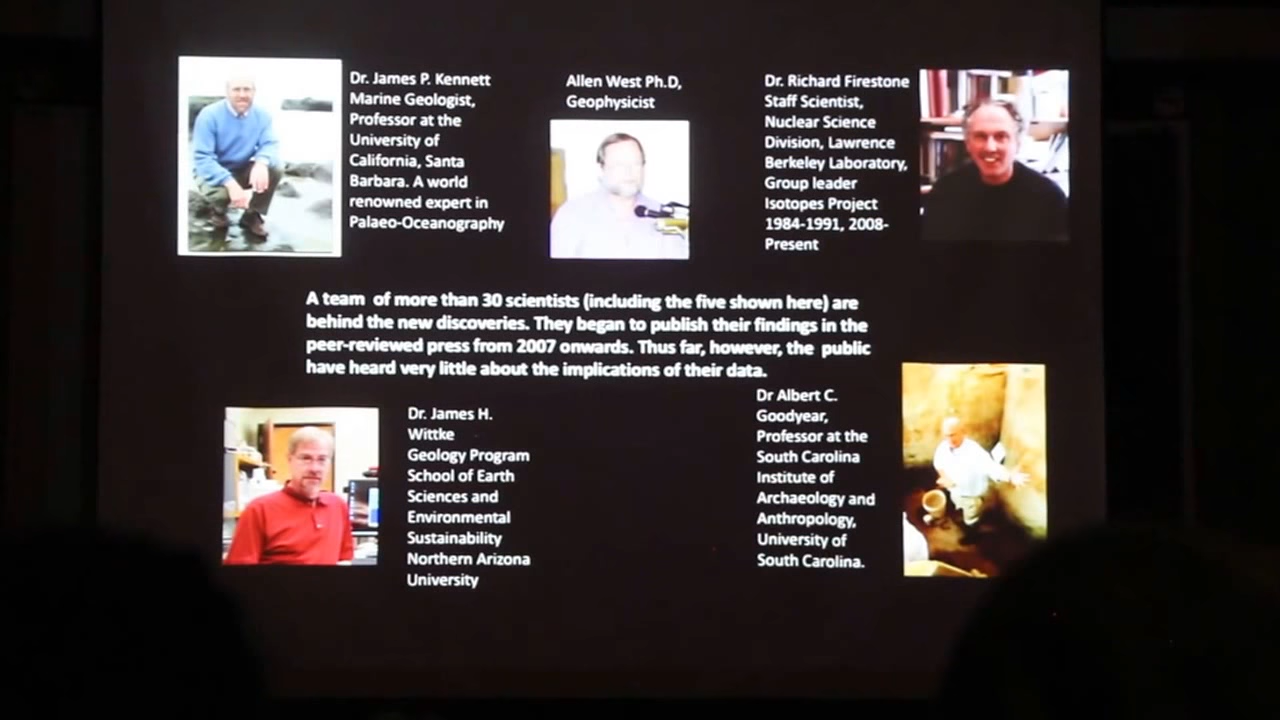 Dr. James P. Kennett
Marine Geologist,
Professor at the
University of
California, Santa
Barbara. A world
renowned expert in
Palaeo-Oceanography
Allen West Ph.D,
Geophysicist
Dr. Richard Firestone
Staff Scientist,
Nuclear Science
Division, Lawrence
Berkeley Laboratory,
Group leader
Isotopes Project
1984-1991, 2008-
Present
A team of more than 30 scientists (including the five shown here) are
behind the new discoveries. They began to publish their findings in the
peer-reviewed press from 2007 onwards. Thus far, however, the public
have heard very little about the implications of their data.
Dr. James H.
Wittke
Geology Program
School of Earth
Sciences and
Environmental
Sustainability
Northern Arizona
University
Dr Albert C.
Goodyear,
Professor at the
South Carolina
Institute of
Archaeology and
Anthropology,
University of
South Carolina.